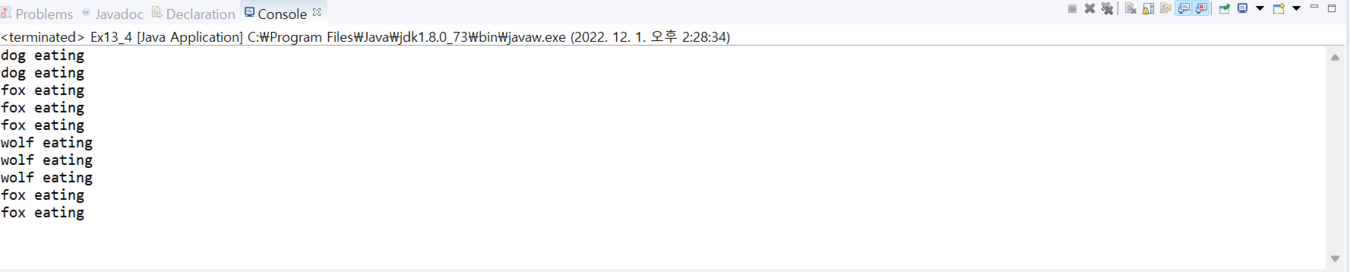 Problems Javadoc Declaration Console
<terminated> Ex13_4 [Java Application] C:₩Program Files₩Java₩jdk1.8.0_73₩bin₩javaw.exe (2022. 12. 1. 오후 2:28:34)
dog eating
dog eating
fox eating
fox eating
fox eating
wolf eating
wolf eating
wolf eating
fox eating
fox eating